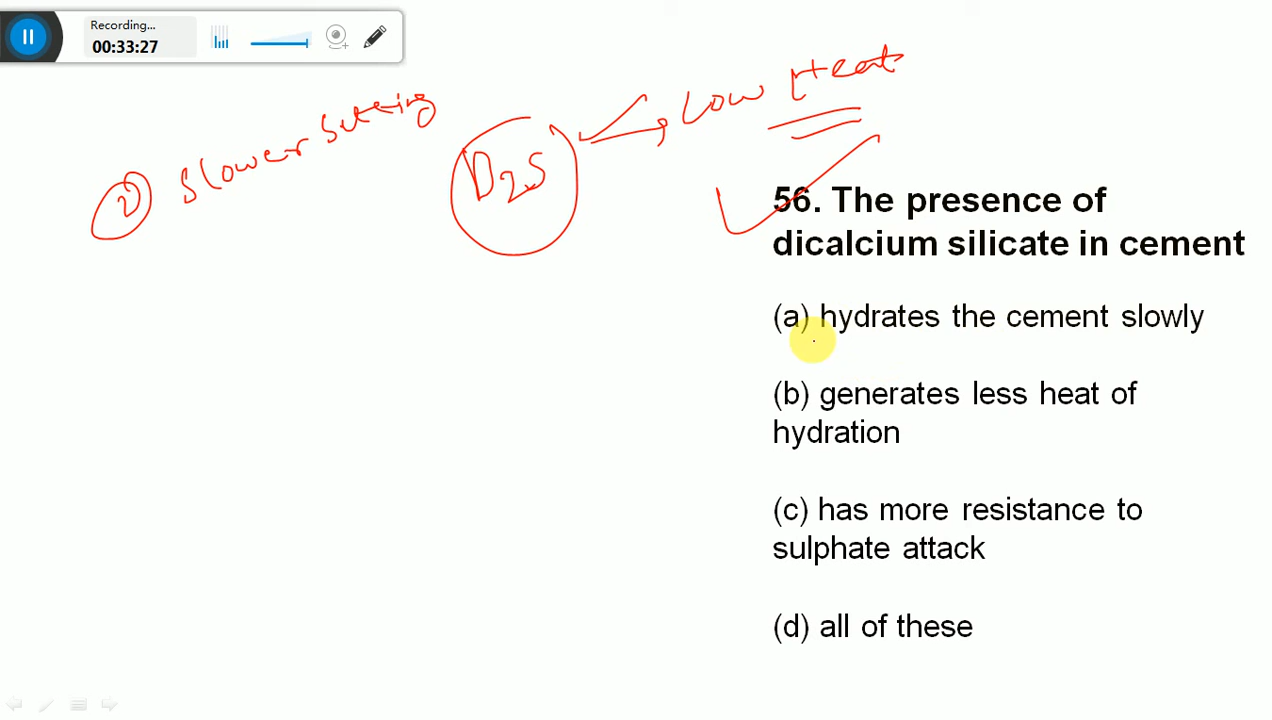 Recording...
00:33:27
Low Heat
② Slower Setting
D2S
56. The presence of
dicalcium silicate in cement
(a) hydrates the cement slowly
(b) generates less heat of
hydration
(c) has more resistance to
sulphate attack
(d) all of these